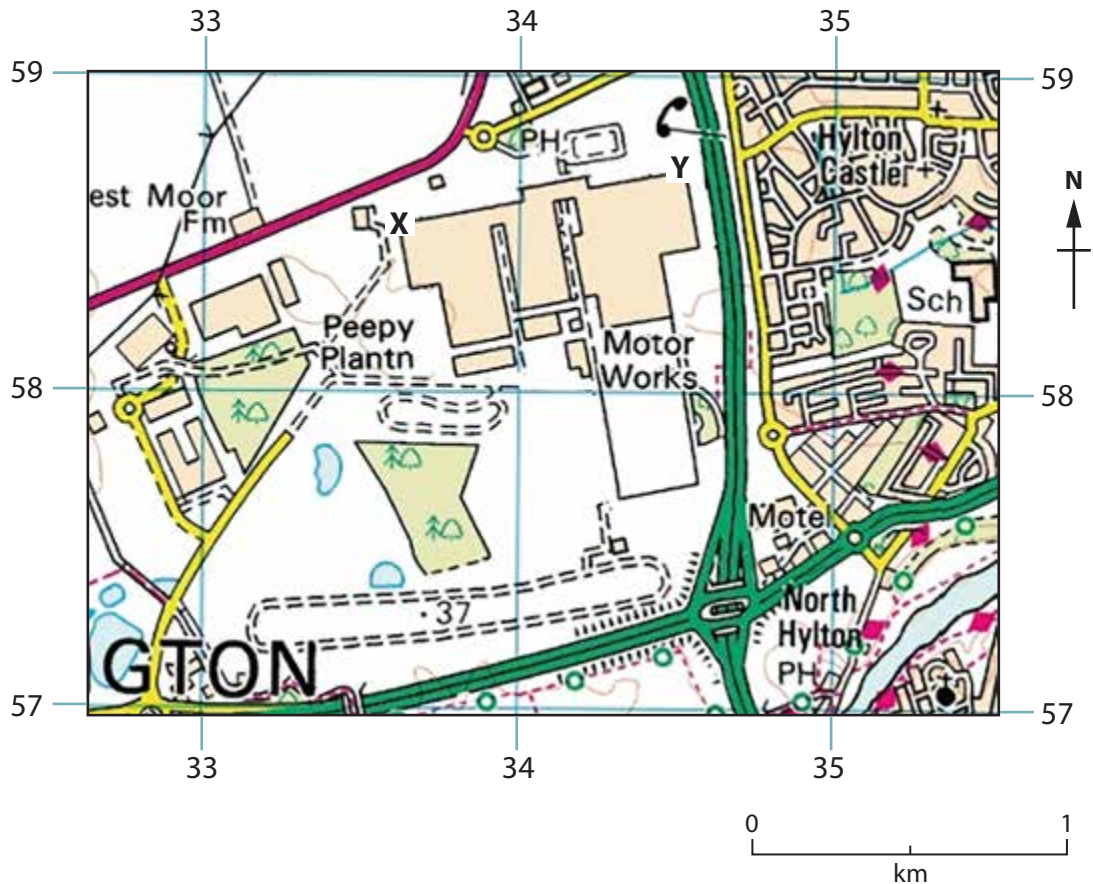 33 34 35
59 59
PH
Hylton
Castle
Y
N
est Moor
Fm
X
Sch
Peepy
Plantn
Motor
Works
58 58
Motel
37
North
Hylton
GTON
PH
57 57
33 34 35
0 1
km